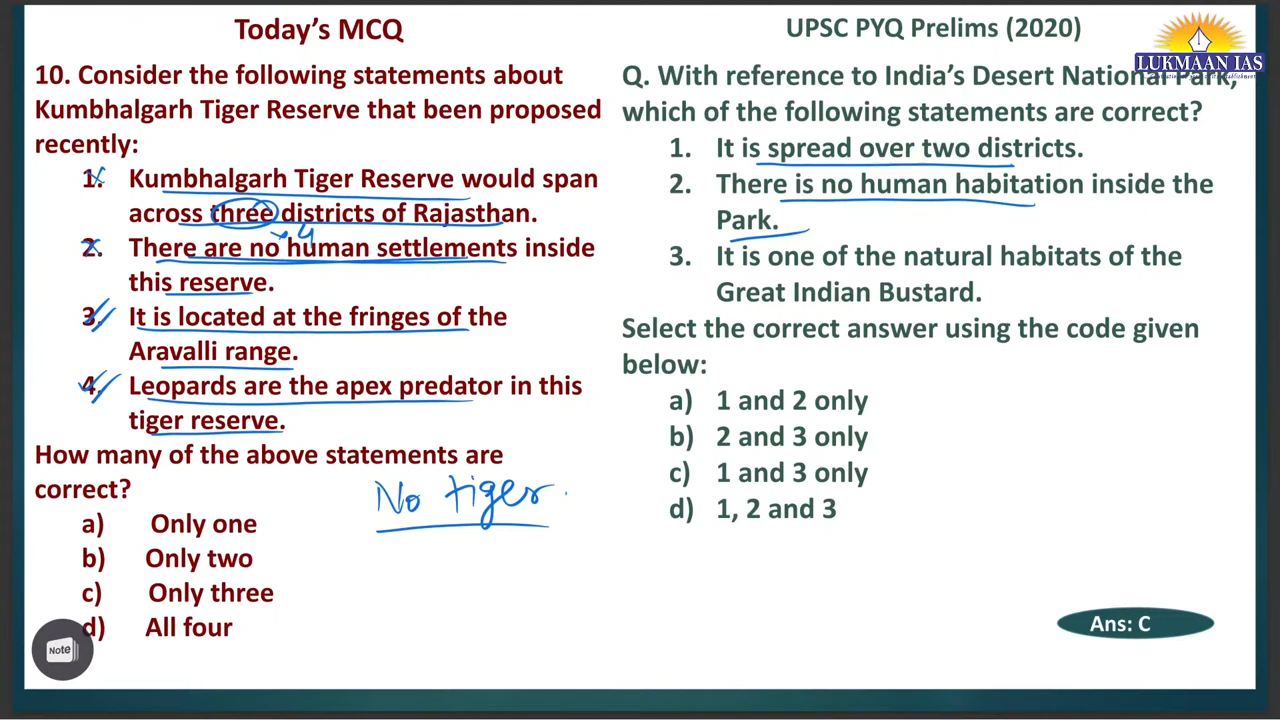 Today's MCQ
10. Consider the following statements about
Kumbhalgarh Tiger Reserve that been proposed
recently:
1. Kumbhalgarh Tiger Reserve would span
across three districts of Rajasthan.
4
2. There are no human settlements inside
this reserve.
3. It is located at the fringes of the
Aravalli range.
4. Leopards are the apex predator in this
tiger reserve.
How many of the above statements are
correct?
No tiger.
a) Only one
b) Only two
c) Only three
d) All four
Note
UPSC PYQ Prelims (2020)
LUKMAAN IAS
Q. With reference to India's Desert National Park,
which of the following statements are correct?
1. It is spread over two districts.
2. There is no human habitation inside the
Park.
3. It is one of the natural habitats of the
Great Indian Bustard.
Select the correct answer using the code given
below:
a) 1 and 2 only
b) 2 and 3 only
c) 1 and 3 only
d) 1, 2 and 3
Ans: C